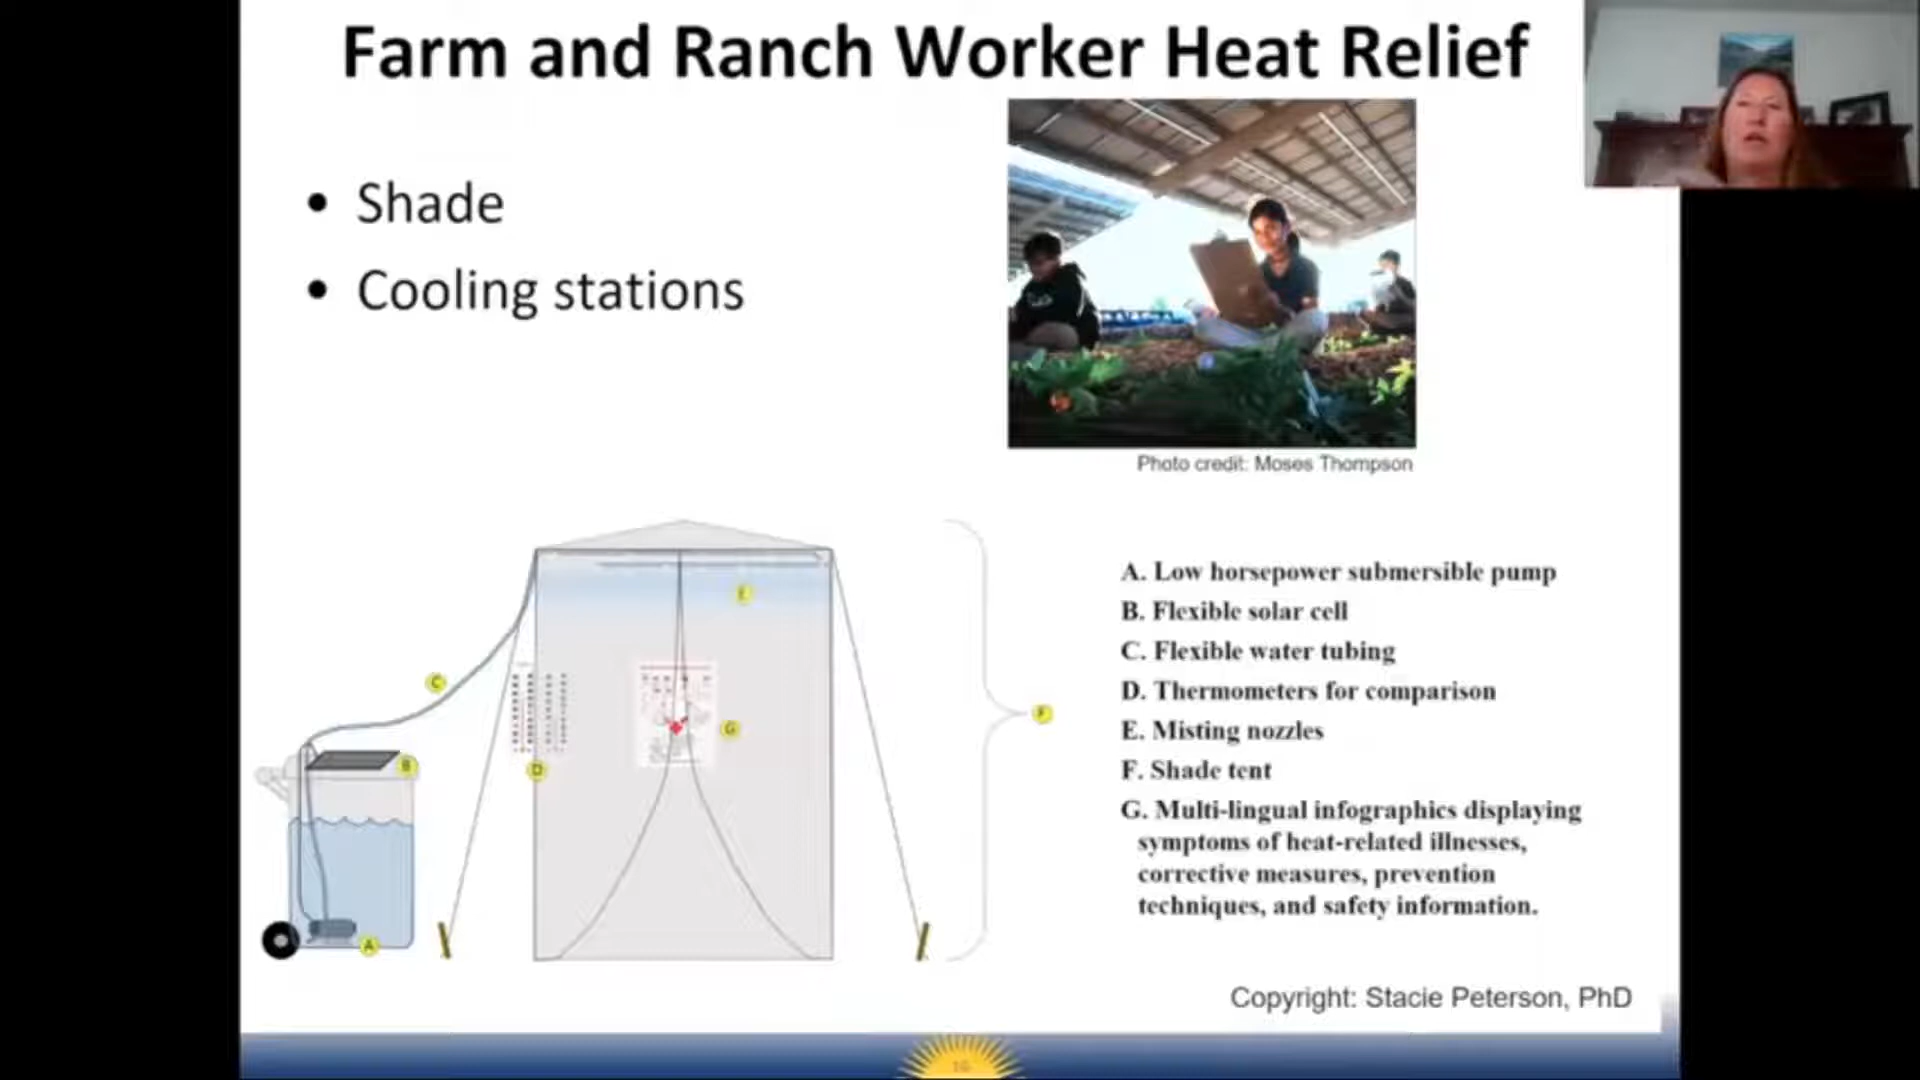 Farm and Ranch Worker Heat Relief
• Shade
• Cooling stations
Photo credit: Moses Thompson
E
C
G
D
B
A
F
A. Low horsepower submersible pump
B. Flexible solar cell
C. Flexible water tubing
D. Thermometers for comparison
E. Misting nozzles
F. Shade tent
G. Multi-lingual infographics displaying
symptoms of heat-related illnesses,
corrective measures, prevention
techniques, and safety information.
Copyright: Stacie Peterson, PhD
16